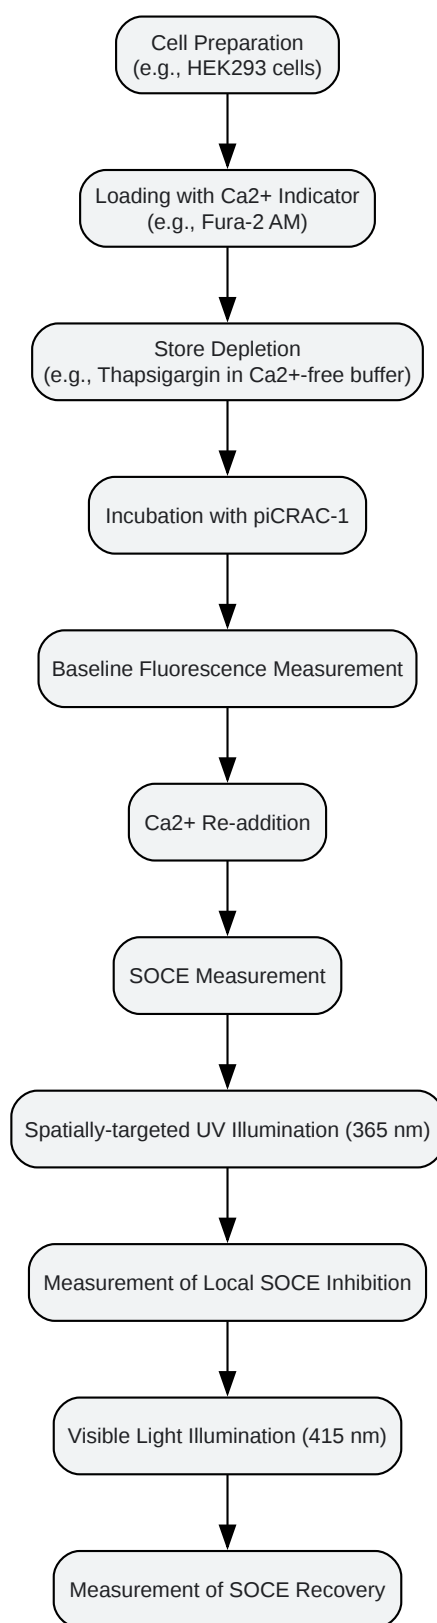 Cell Preparation
(e.g., HEK293 cells)
Loading with Ca2+ Indicator
(e.g., Fura-2 AM)
Store Depletion
(e.g., Thapsigargin in Ca2+-free buffer)
Incubation with piCRAC-1
Baseline Fluorescence Measurement
Ca2+ Re-addition
SOCE Measurement
Spatially-targeted UV Illumination (365 nm)
Measurement of Local SOCE Inhibition
Visible Light Illumination (415 nm)
Measurement of SOCE Recovery